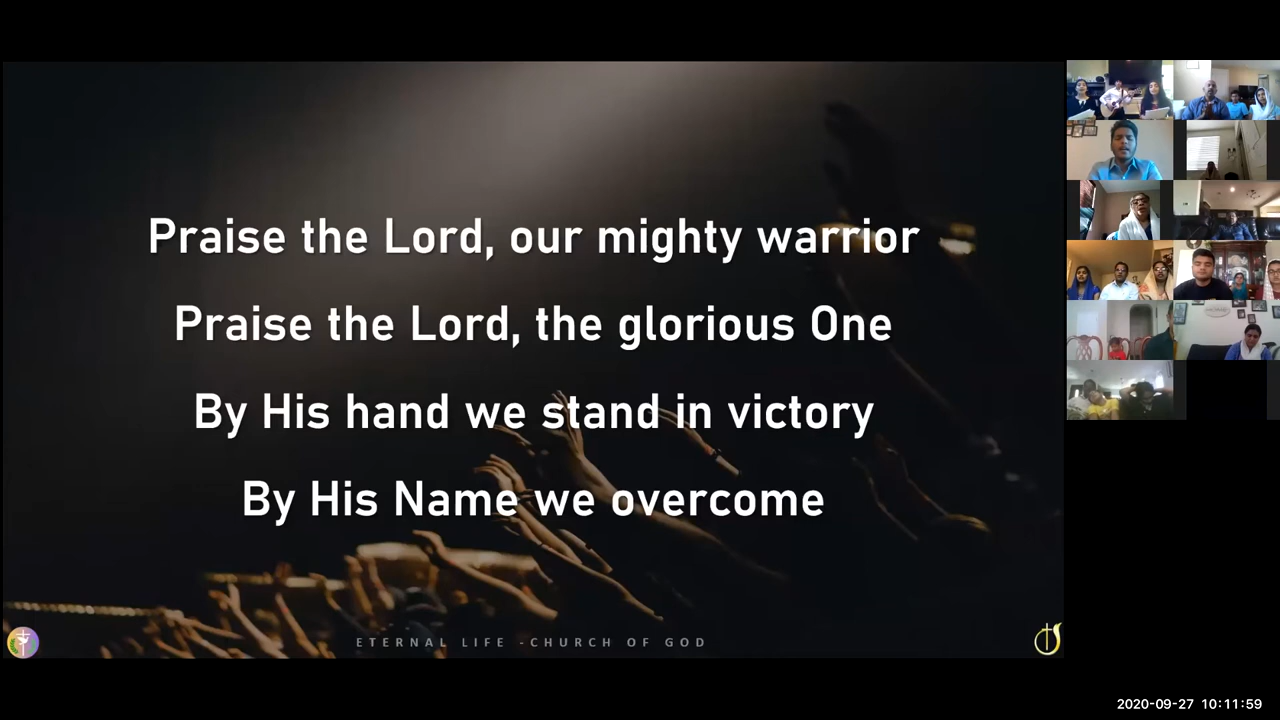 Praise the Lord, our mighty warrior
Praise the Lord, the glorious One
By His hand we stand in victory
By His Name we overcome
ETERNAL LIFE -CHURCH OF GOD
2020-09-27 10:11:59